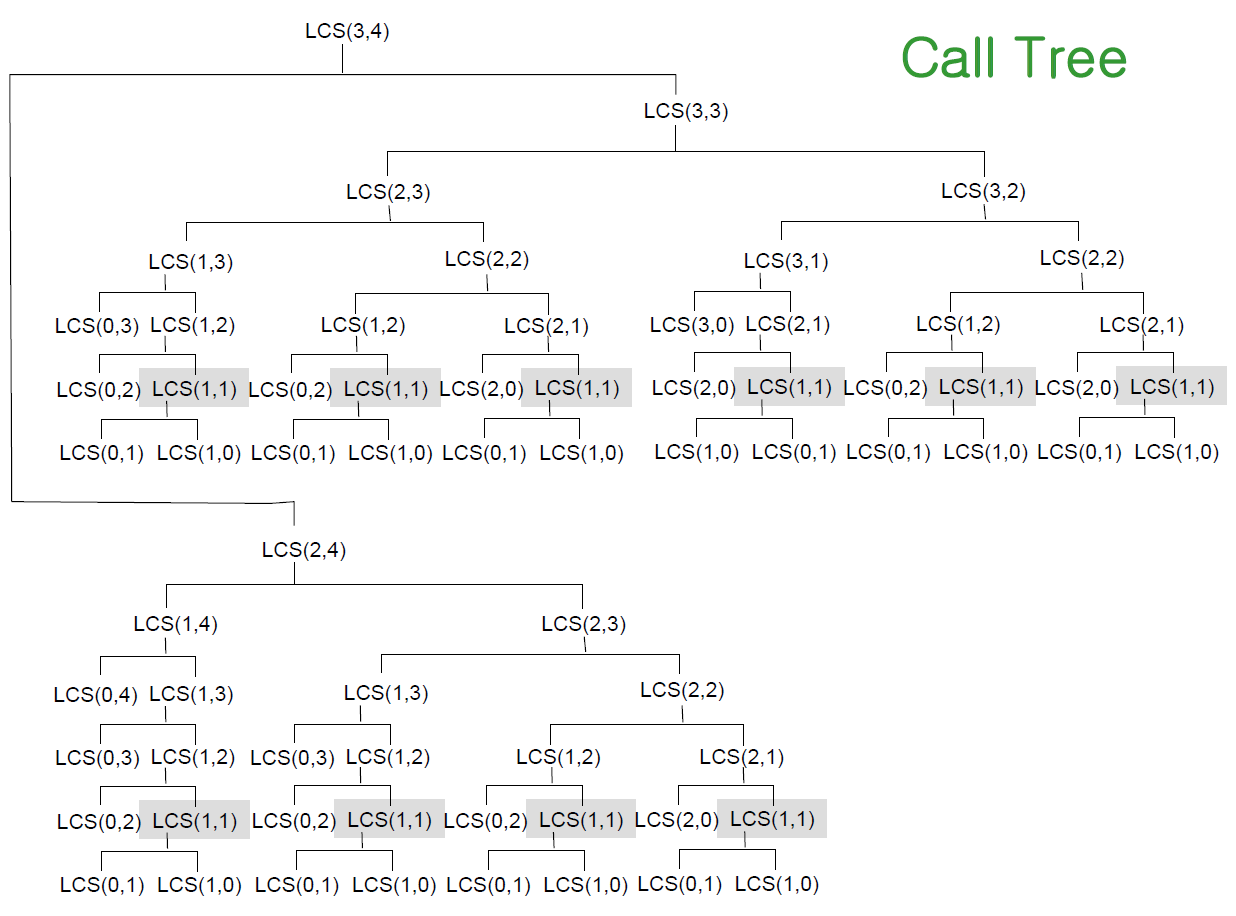 LCS(3,4)
Call Tree
LCS(3,3)
LCS(2,3) LCS(3,2)
LCS(1,3) LCS(2,2) LCS(3,1) LCS(2,2)
LCS(0,3) LCS(1,2) LCS(1,2) LCS(2,1) LCS(3,0) LCS(2,1) LCS(1,2) LCS(2,1)
LCS(0,2) LCS(1,1) LCS(0,2) LCS(1,1) LCS(2,0) LCS(1,1) LCS(2,0) LCS(1,1) LCS(0,2) LCS(1,1) LCS(2,0) LCS(1,1)
LCS(0,1) LCS(1,0) LCS(0,1) LCS(1,0) LCS(0,1) LCS(1,0) LCS(1,0) LCS(0,1) LCS(0,1) LCS(1,0) LCS(0,1) LCS(1,0)
LCS(2,4)
LCS(1,4) LCS(2,3)
LCS(0,4) LCS(1,3) LCS(1,3) LCS(2,2)
LCS(0,3) LCS(1,2) LCS(0,3) LCS(1,2) LCS(1,2) LCS(2,1)
LCS(0,2) LCS(1,1) LCS(0,2) LCS(1,1) LCS(0,2) LCS(1,1) LCS(2,0) LCS(1,1)
LCS(0,1) LCS(1,0) LCS(0,1) LCS(1,0) LCS(0,1) LCS(1,0) LCS(0,1) LCS(1,0)